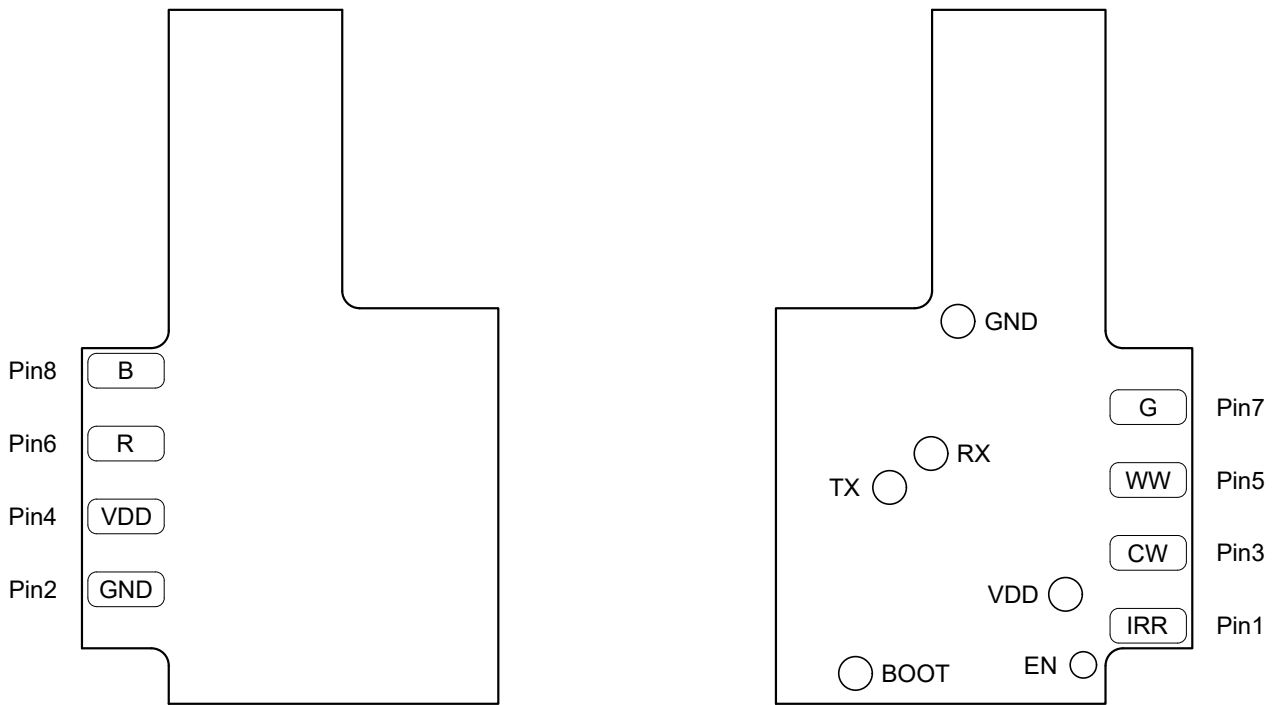 Pin8 B
Pin6 R
Pin4 VDD
Pin2 GND
GND
G Pin7
RX
TX
WW Pin5
CW Pin3
VDD
IRR Pin1
EN
BOOT